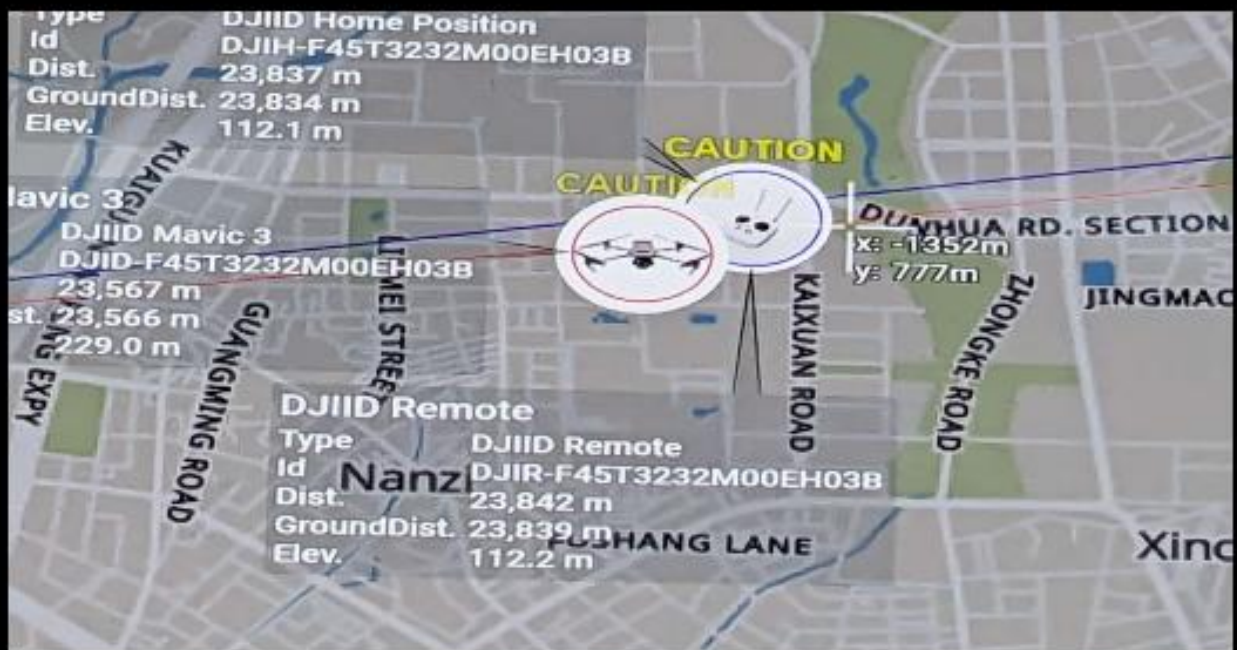 Type DJIID Home Position
Id DJIH-F45T3232M00EH03B
Dist. 23,837 m
GroundDist. 23,834 m
Elev. 112.1 m
CAUTION
KUAIGU
Mavic 3
DJIID Mavic 3
DJID-F45T3232M00EH03B
23,567 m
st. 23,566 m
229.0 m
EXPY
GUANGMING ROAD
LIMEI STREET
DUNHUA RD. SECTION
x: -1352m
y: 777m
JINGMAO
KAIXUAN ROAD
ZHONGKE ROAD
DJIID Remote
Type DJIID Remote
Id DJIR-F45T3232M00EH03B
Dist. 23,842 m
GroundDist. 23,839 m
Elev. 112.2 m
Nanz
FUSHANG LANE
Xin